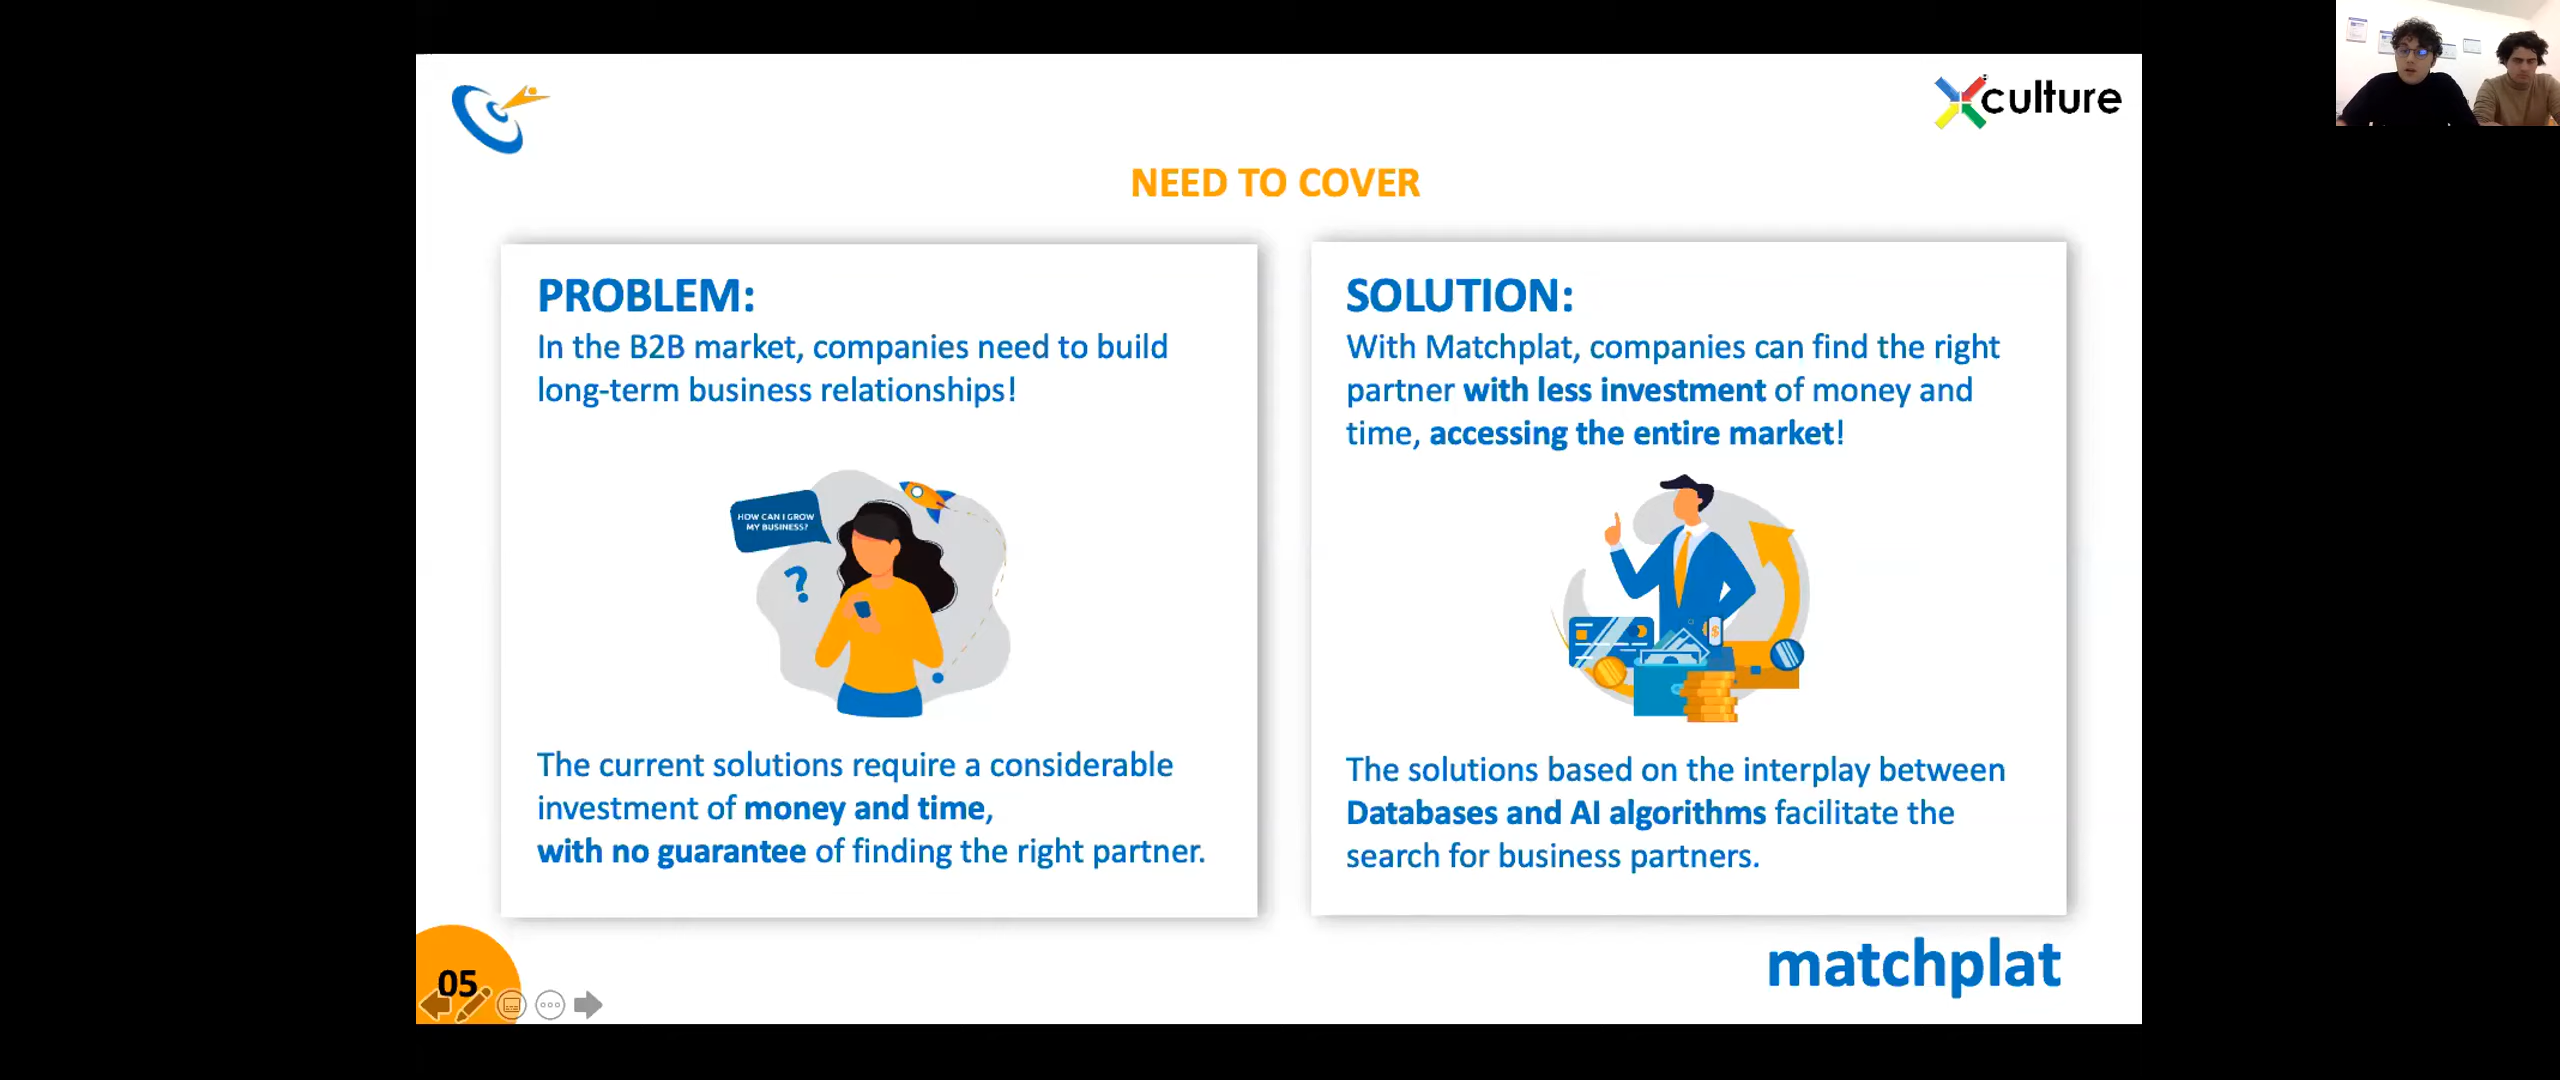 culture
NEED TO COVER
PROBLEM:
In the B2B market, companies need to build
long-term business relationships!
HOW CAN I GROW
MY BUSINESS?
?
The current solutions require a considerable
investment of money and time,
with no guarantee of finding the right partner.
SOLUTION:
With Matchplat, companies can find the right
partner with less investment of money and
time, accessing the entire market!
$
The solutions based on the interplay between
Databases and AI algorithms facilitate the
search for business partners.
05
matchplat